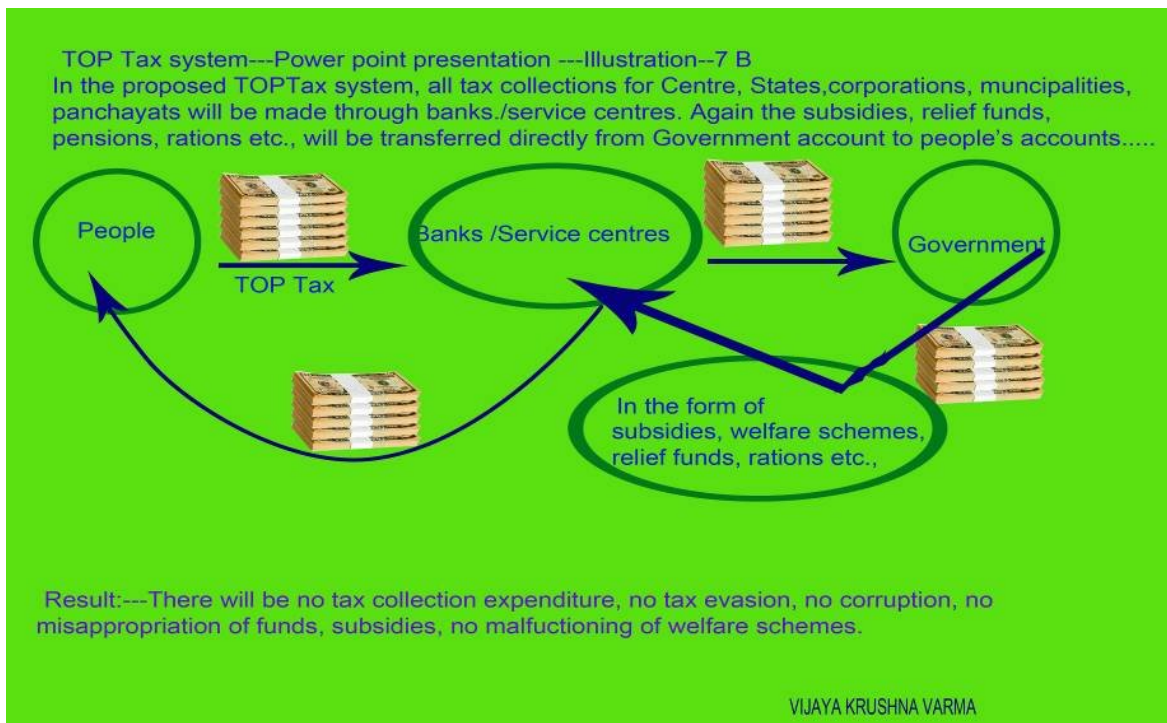 TOP Tax system---Power point presentation ---Illustration--7 B
In the proposed TOPTax system, all tax collections for Centre, States,corporations, muncipalities,
panchayats will be made through banks./service centres. Again the subsidies, relief funds,
pensions, rations etc., will be transferred directly from Government account to people's accounts.....
People
Banks /Service centres
Government
TOP Tax
In the form of
subsidies, welfare schemes,
relief funds, rations etc.,
Result:---There will be no tax collection expenditure, no tax evasion, no corruption, no
misappropriation of funds, subsidies, no malfuctioning of welfare schemes.
VIJAYA KRUSHNA VARMA